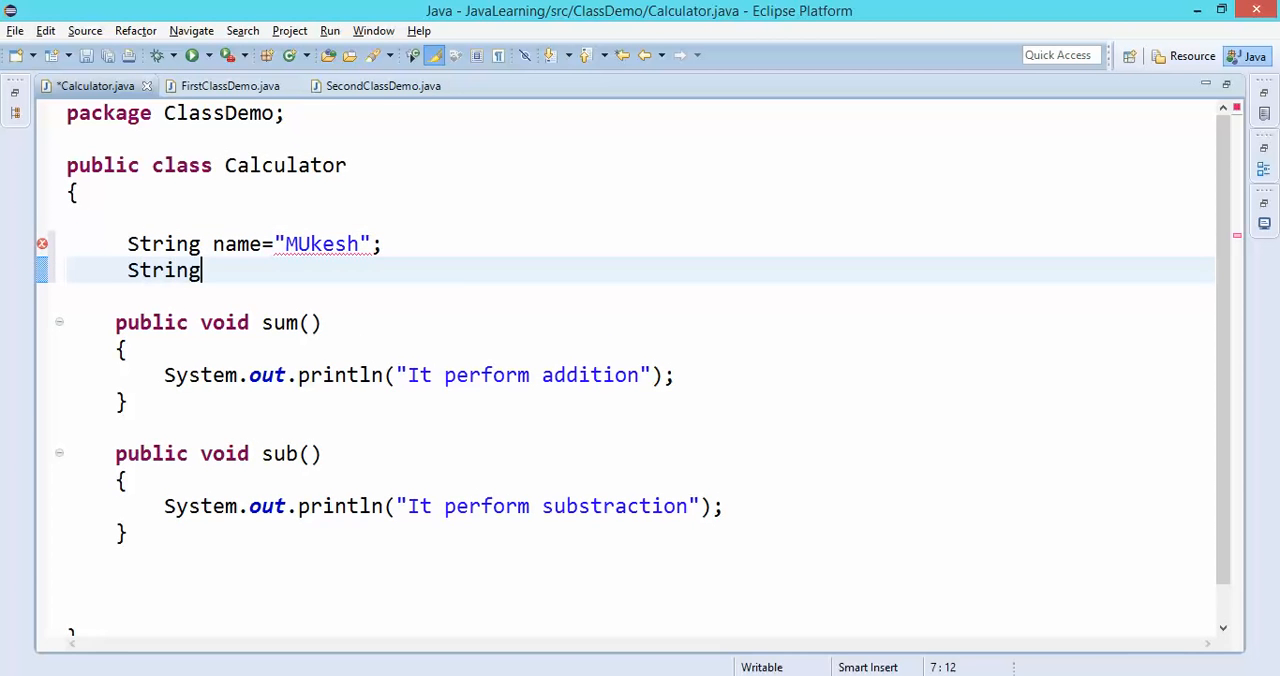 Java - JavaLearning/src/ClassDemo/Calculator.java - Eclipse Platform
File Edit Source Refactor Navigate Search Project Run Window Help
Quick Access Resource Java
*Calculator.java FirstClassDemo.java SecondClassDemo.java
package ClassDemo;
public class Calculator
{
String name="MUkesh";
String
public void sum()
{
System.out.println("It perform addition");
}
public void sub()
{
System.out.println("It perform substraction");
}
}
Writable Smart Insert 7 : 12